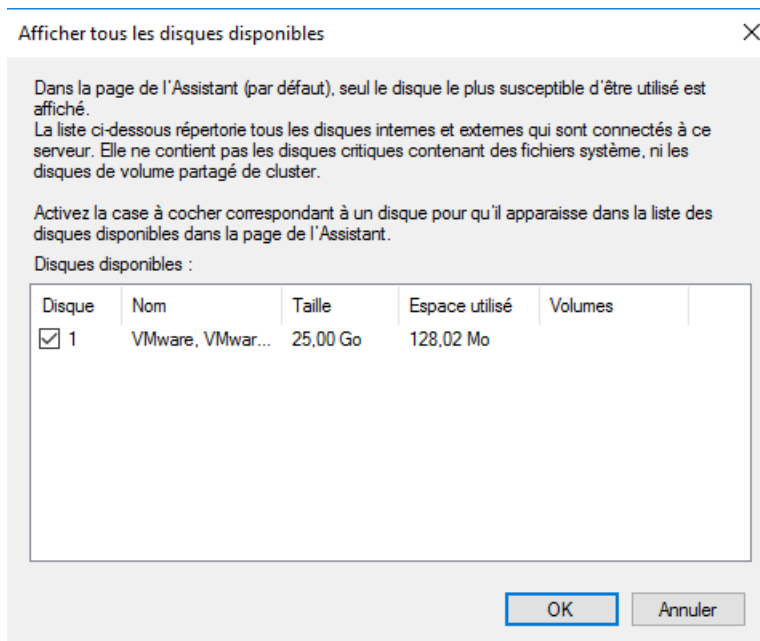 Afficher tous les disques disponibles
Dans la page de l'Assistant (par défaut), seul le disque le plus susceptible d'être utilisé est
affiché.
La liste ci-dessous répertorie tous les disques internes et externes qui sont connectés à ce
serveur. Elle ne contient pas les disques critiques contenant des fichiers système, ni les
disques de volume partagé de cluster.
Activez la case à cocher correspondant à un disque pour qu'il apparaisse dans la liste des
disques disponibles dans la page de l'Assistant.
Disques disponibles :
Disque Nom Taille Espace utilisé Volumes
1 VMware, VMwar... 25,00 Go 128,02 Mo
OK Annuler